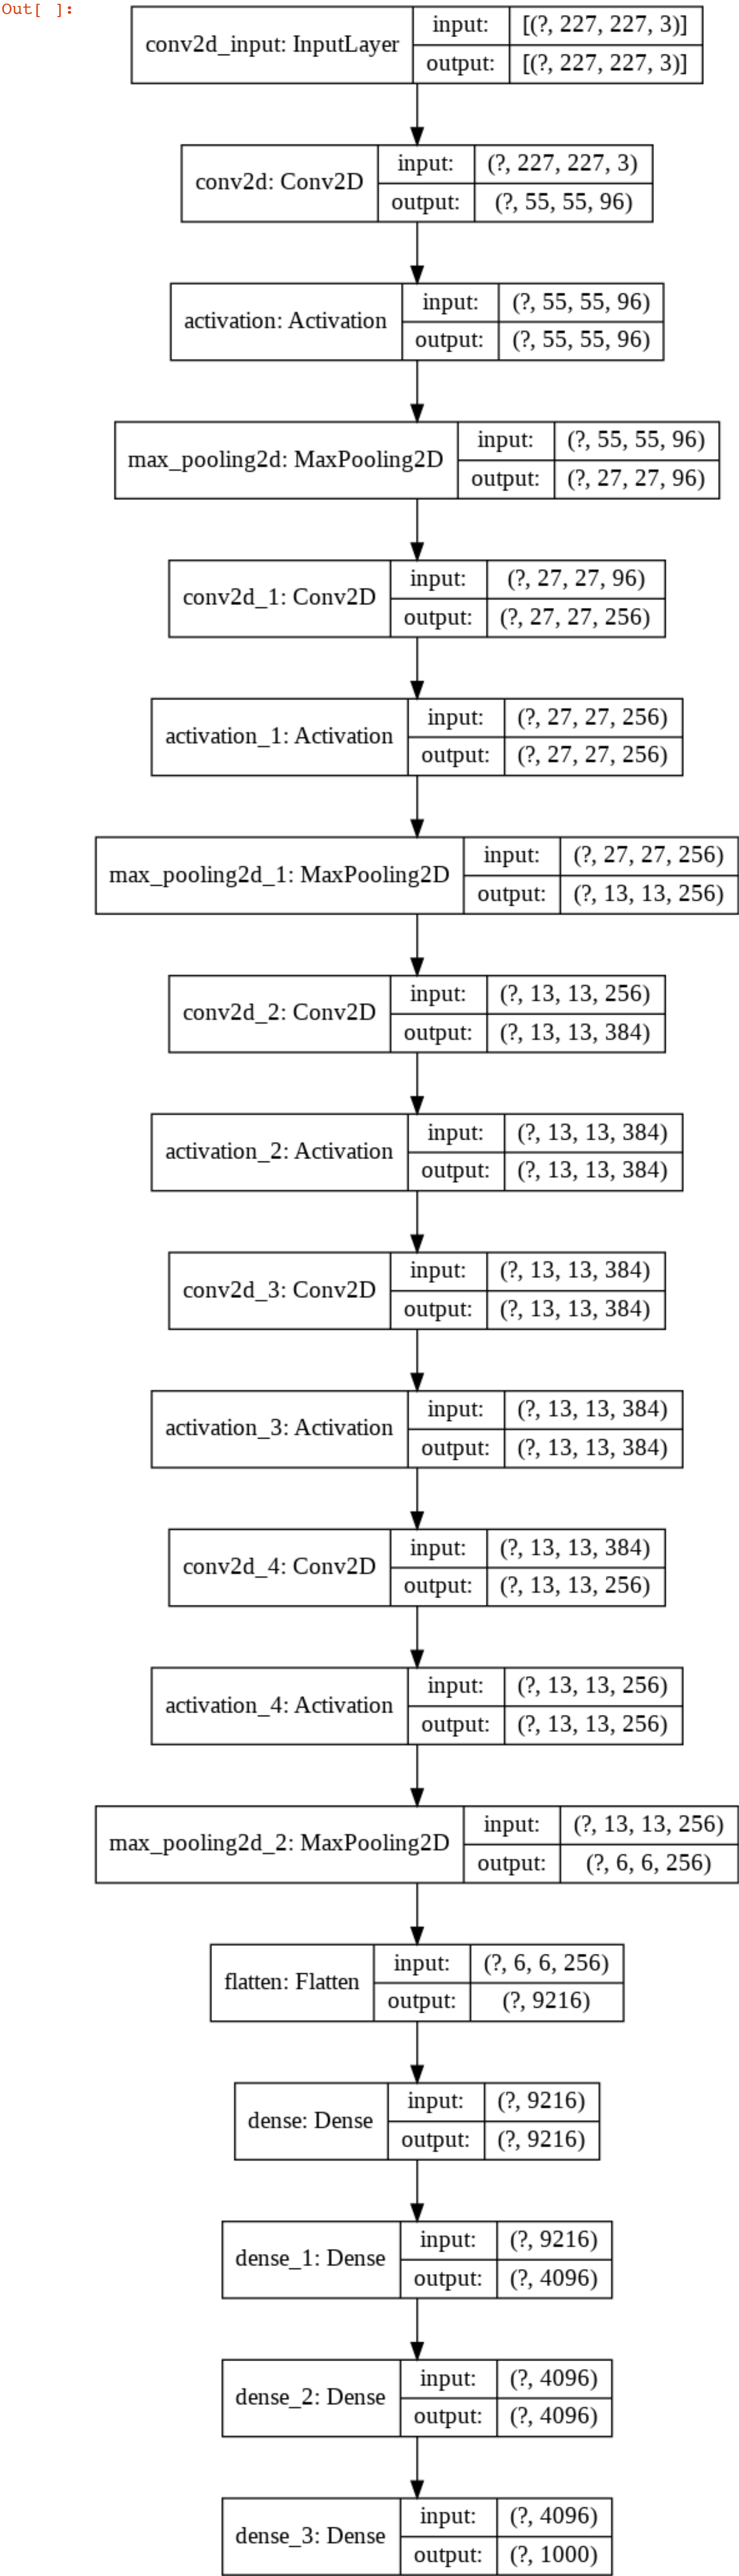 Out[ ]:
conv2d_input: InputLayer
input: [(?, 227, 227, 3)]
output: [(?, 227, 227, 3)]
conv2d: Conv2D
input: (?, 227, 227, 3)
output: (?, 55, 55, 96)
activation: Activation
input: (?, 55, 55, 96)
output: (?, 55, 55, 96)
max_pooling2d: MaxPooling2D
input: (?, 55, 55, 96)
output: (?, 27, 27, 96)
conv2d_1: Conv2D
input: (?, 27, 27, 96)
output: (?, 27, 27, 256)
activation_1: Activation
input: (?, 27, 27, 256)
output: (?, 27, 27, 256)
max_pooling2d_1: MaxPooling2D
input: (?, 27, 27, 256)
output: (?, 13, 13, 256)
conv2d_2: Conv2D
input: (?, 13, 13, 256)
output: (?, 13, 13, 384)
activation_2: Activation
input: (?, 13, 13, 384)
output: (?, 13, 13, 384)
conv2d_3: Conv2D
input: (?, 13, 13, 384)
output: (?, 13, 13, 384)
activation_3: Activation
input: (?, 13, 13, 384)
output: (?, 13, 13, 384)
conv2d_4: Conv2D
input: (?, 13, 13, 384)
output: (?, 13, 13, 256)
activation_4: Activation
input: (?, 13, 13, 256)
output: (?, 13, 13, 256)
max_pooling2d_2: MaxPooling2D
input: (?, 13, 13, 256)
output: (?, 6, 6, 256)
flatten: Flatten
input: (?, 6, 6, 256)
output: (?, 9216)
dense: Dense
input: (?, 9216)
output: (?, 9216)
dense_1: Dense
input: (?, 9216)
output: (?, 4096)
dense_2: Dense
input: (?, 4096)
output: (?, 4096)
dense_3: Dense
input: (?, 4096)
output: (?, 1000)